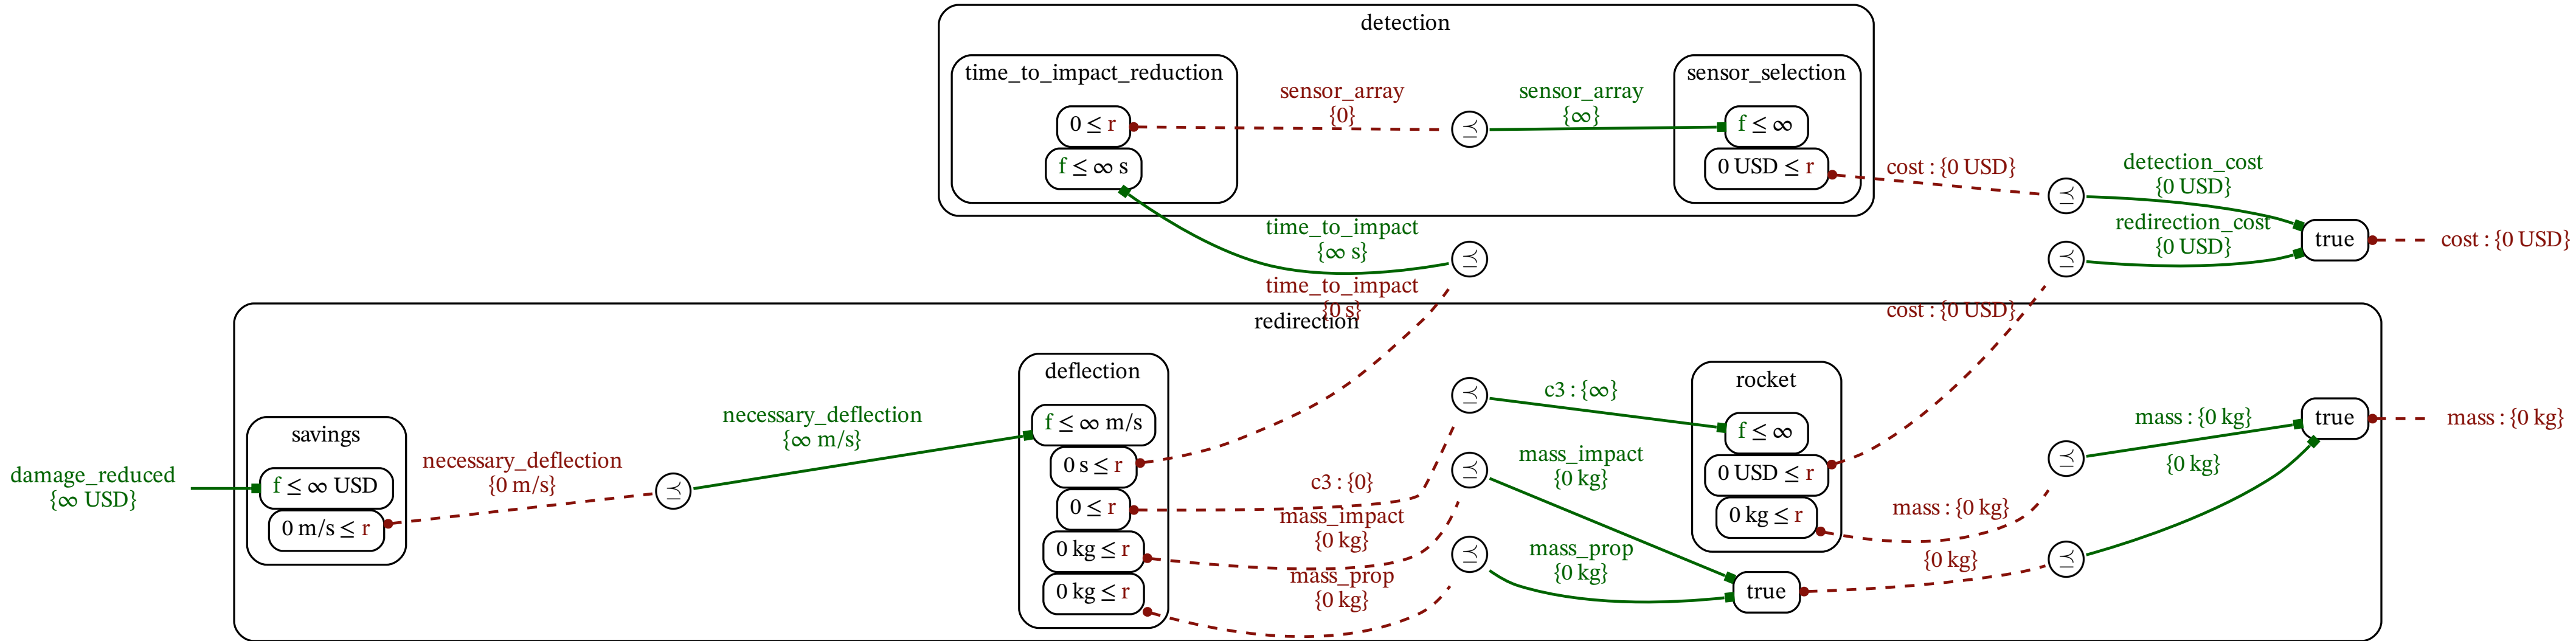 detection
time_to_impact_reduction
0 ≤ r
f ≤ ∞ s
sensor_array
{0}
⪯
sensor_array
{∞}
sensor_selection
f ≤ ∞
0 USD ≤ r
cost : {0 USD}
⪯
detection_cost
{0 USD}
redirection_cost
{0 USD}
⪯
true
cost : {0 USD}
time_to_impact
{∞ s}
⪯
time_to_impact
{0 s}
cost : {0 USD}
redirection
damage_reduced
{∞ USD}
savings
f ≤ ∞ USD
0 m/s ≤ r
necessary_deflection
{0 m/s}
⪯
necessary_deflection
{∞ m/s}
deflection
f ≤ ∞ m/s
0 s ≤ r
0 ≤ r
0 kg ≤ r
0 kg ≤ r
c3 : {0}
mass_impact
{0 kg}
mass_prop
{0 kg}
⪯
⪯
⪯
c3 : {∞}
mass_impact
{0 kg}
mass_prop
{0 kg}
rocket
f ≤ ∞
0 USD ≤ r
0 kg ≤ r
true
mass : {0 kg}
{0 kg}
⪯
⪯
mass : {0 kg}
{0 kg}
true
mass : {0 kg}